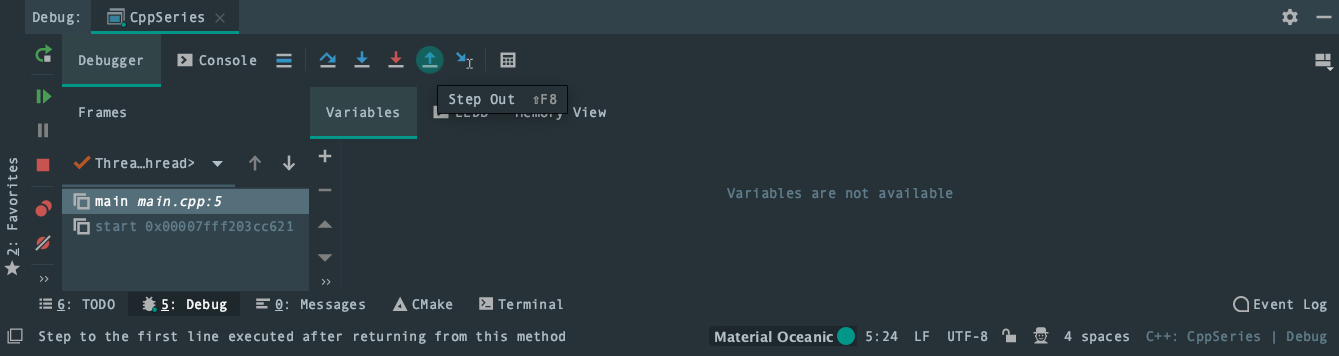 Debug: CppSeries
Debugger Console
Step Out ⇧F8
Frames Variables Memory View
Threa…hread>
Variables are not available
main main.cpp:5
start 0x00007fff203cc621
2: Favorites
6: TODO 5: Debug 0: Messages CMake Terminal Event Log
Step to the first line executed after returning from this method Material Oceanic 5:24 LF UTF-8 4 spaces C++: CppSeries | Debug